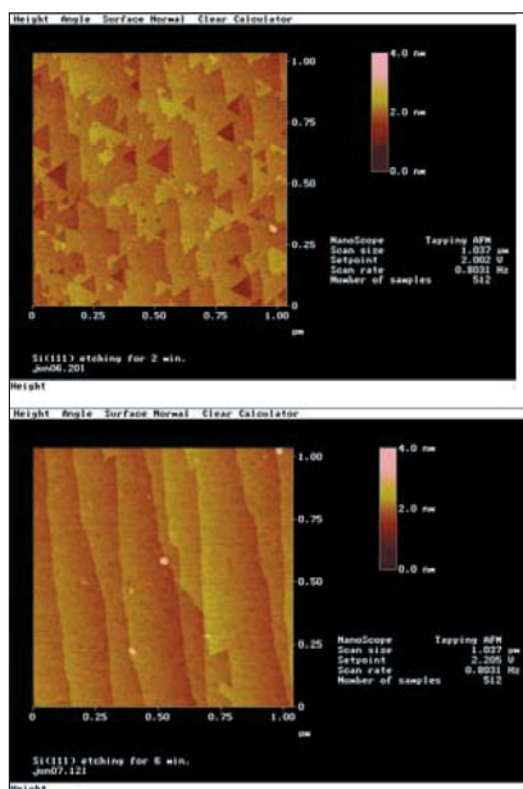 Height Angle Surface Normal Clear Calculator
4.0 nm
1.00
2.0 nm
0.75
0.0 nm
0.50
NanoScope Tapping AFM
Scan size 1.037 µm
0.25
Setpoint 2.002 V
Scan rate 0.8031 Hz
Number of samples 512
0
0 0.25 0.50 0.75 1.00
µm
Si(111) etching for 2 min.
jun06.201
Height
Height Angle Surface Normal Clear Calculator
4.0 nm
1.00
2.0 nm
0.75
0.0 nm
0.50
NanoScope Tapping AFM
Scan size 1.037 µm
0.25
Setpoint 2.205 V
Scan rate 0.8031 Hz
Number of samples 512
0
0 0.25 0.50 0.75 1.00
µm
Si(111) etching for 6 min.
jun07.121
Height